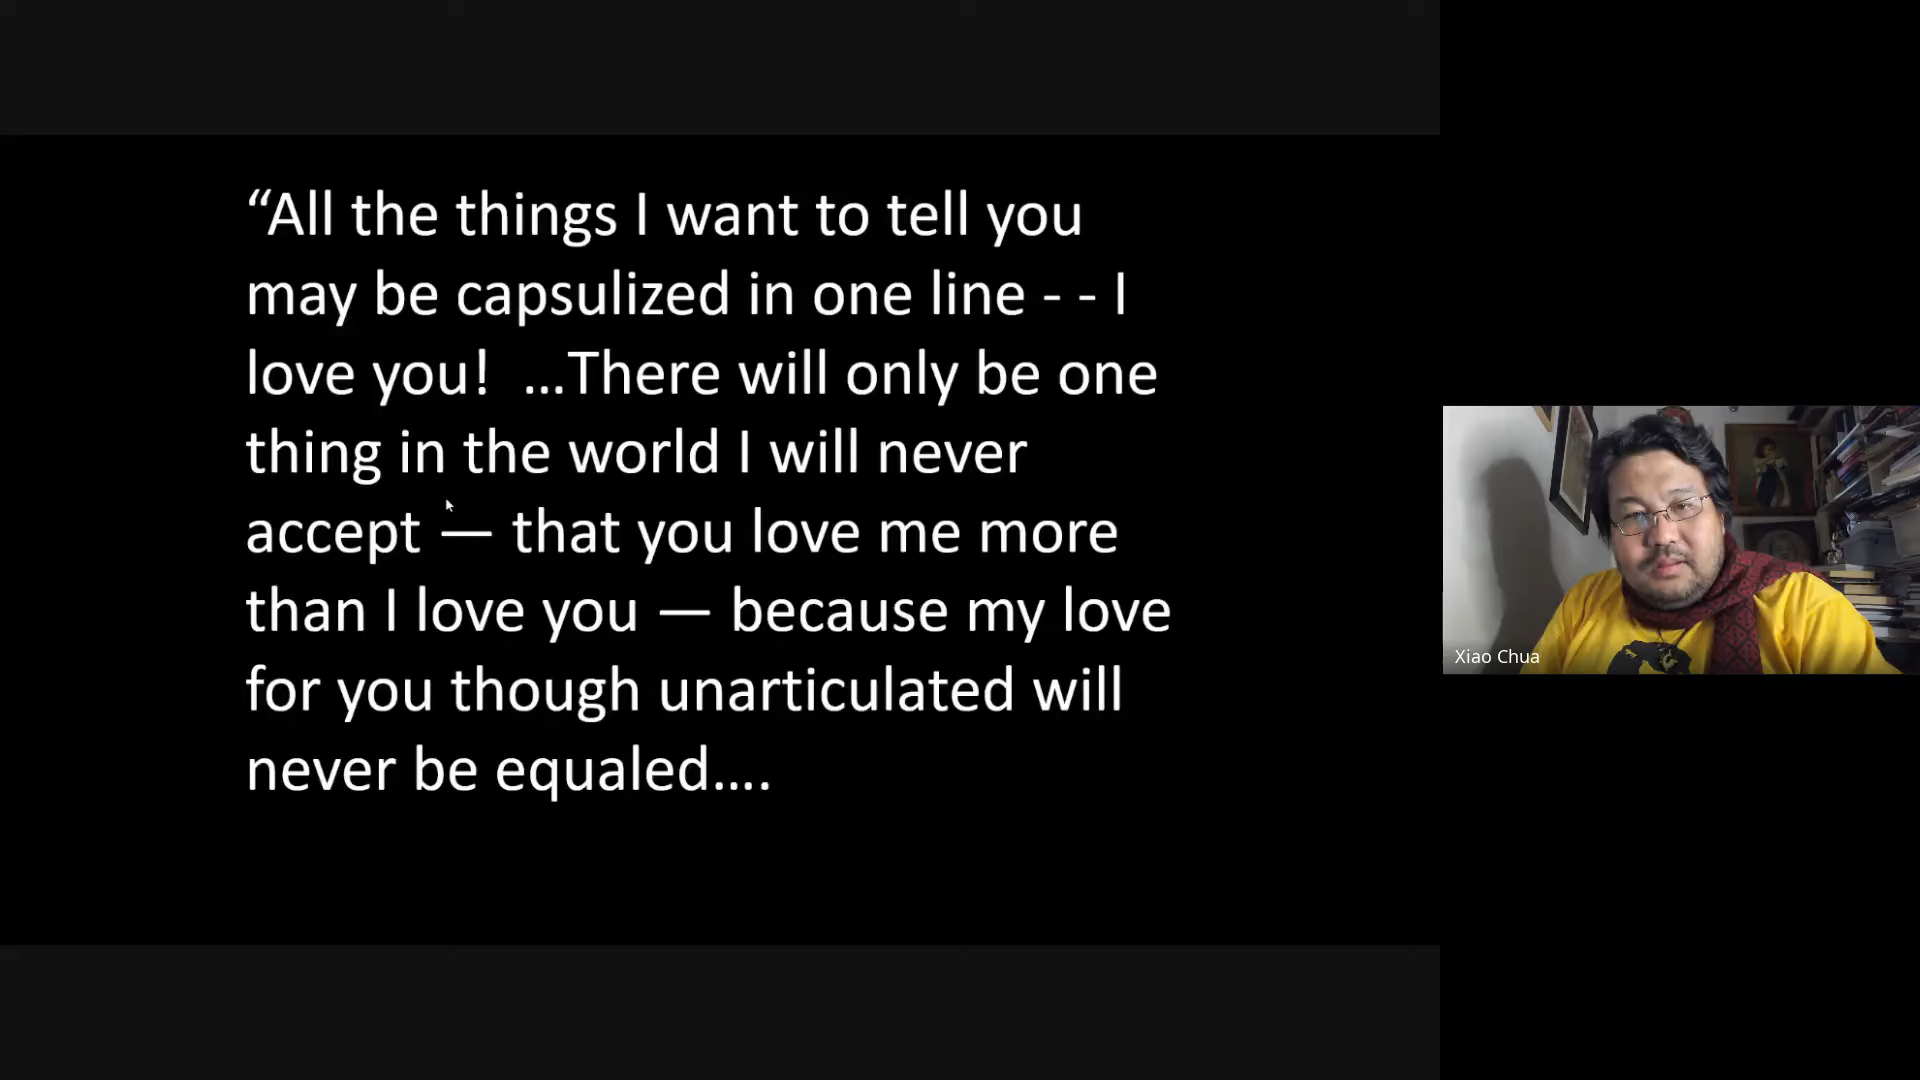 “All the things I want to tell you
may be capsulized in one line - - I
love you!  …There will only be one
thing in the world I will never
accept — that you love me more
than I love you — because my love
for you though unarticulated will
never be equaled….
Xiao Chua